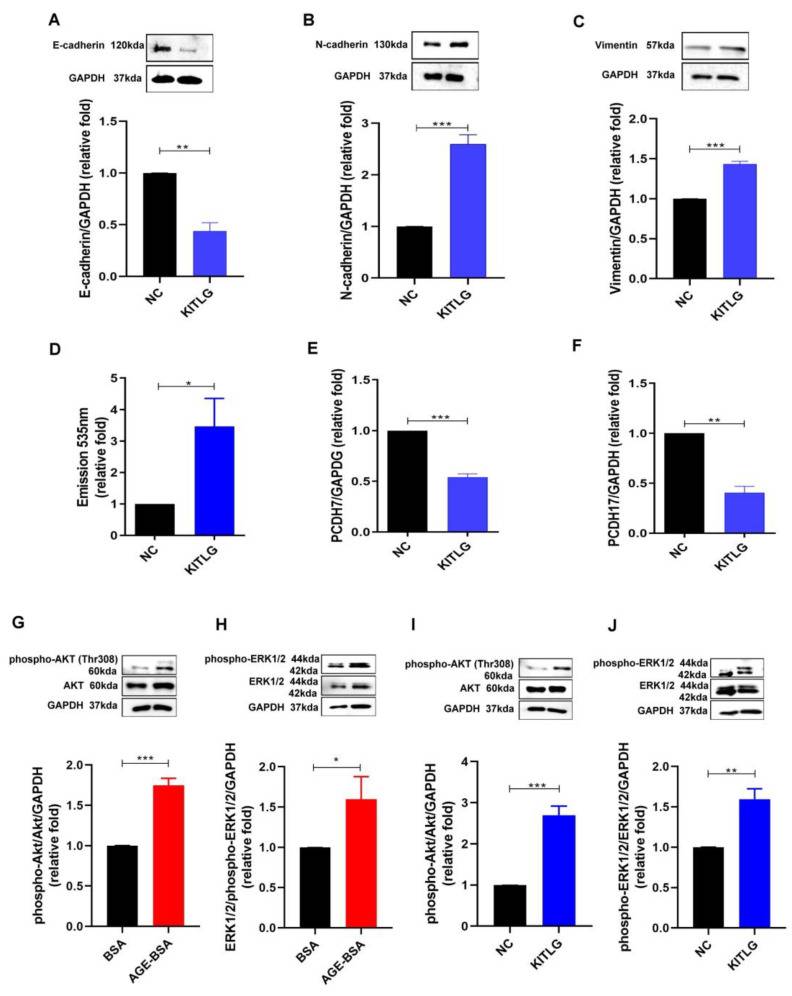 A
E-cadherin 120kda
GAPDH 37kda
E-cadherin/GAPDH (relative fold)
1.5
1.0
0.5
0.0
**
NC
KITLG
B
N-cadherin 130kda
GAPDH 37kda
N-cadherin/GAPDH (relative fold)
3
2
1
0
***
NC
KITLG
C
Vimentin 57kda
GAPDH 37kda
Vimentin/GAPDH (relative fold)
2.0
1.5
1.0
0.5
0.0
***
NC
KITLG
D
Emission 535nm
(relative fold)
5
4
3
2
1
0
*
NC
KITLG
E
PCDH7/GAPDG (relative fold)
1.5
1.0
0.5
0.0
***
NC
KITLG
F
PCDH17/GAPDH (relative fold)
1.5
1.0
0.5
0.0
**
NC
KITLG
G
phospho-AKT (Thr308)
60kda
AKT 60kda
GAPDH 37kda
phospho-Akt/Akt/GAPDH
(relative fold)
2.0
1.5
1.0
0.5
0.0
***
BSA
AGE-BSA
H
phospho-ERK1/2 44kda
42kda
ERK1/2 44kda
42kda
GAPDH 37kda
ERK1/2/phospho-ERK1/2/GAPDH
(relative fold)
2.0
1.5
1.0
0.5
0.0
*
BSA
AGE-BSA
I
phospho-AKT (Thr308)
60kda
AKT 60kda
GAPDH 37kda
phospho-Akt/Akt/GAPDH
(relative fold)
4
3
2
1
0
***
NC
KITLG
J
phospho-ERK1/2 44kda
42kda
ERK1/2 44kda
42kda
GAPDH 37kda
phospho-ERK1/2/ERK1/2/GAPDH
(relative fold)
2.0
1.5
1.0
0.5
0.0
**
NC
KITLG